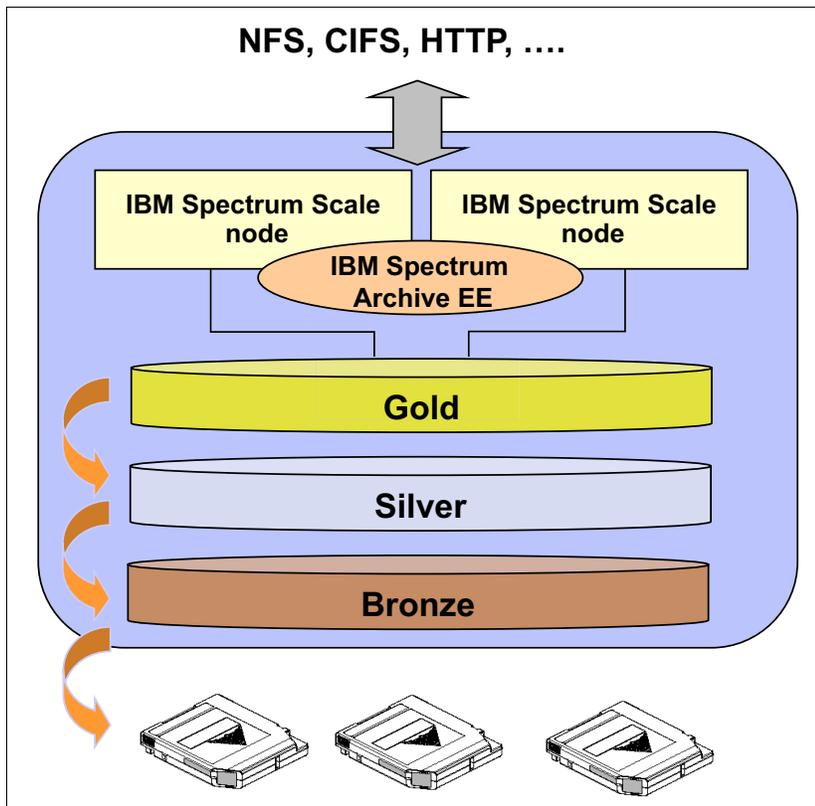 NFS, CIFS, HTTP, ....
IBM Spectrum Scale
node
IBM Spectrum Scale
node
IBM Spectrum
Archive EE
Gold
Silver
Bronze